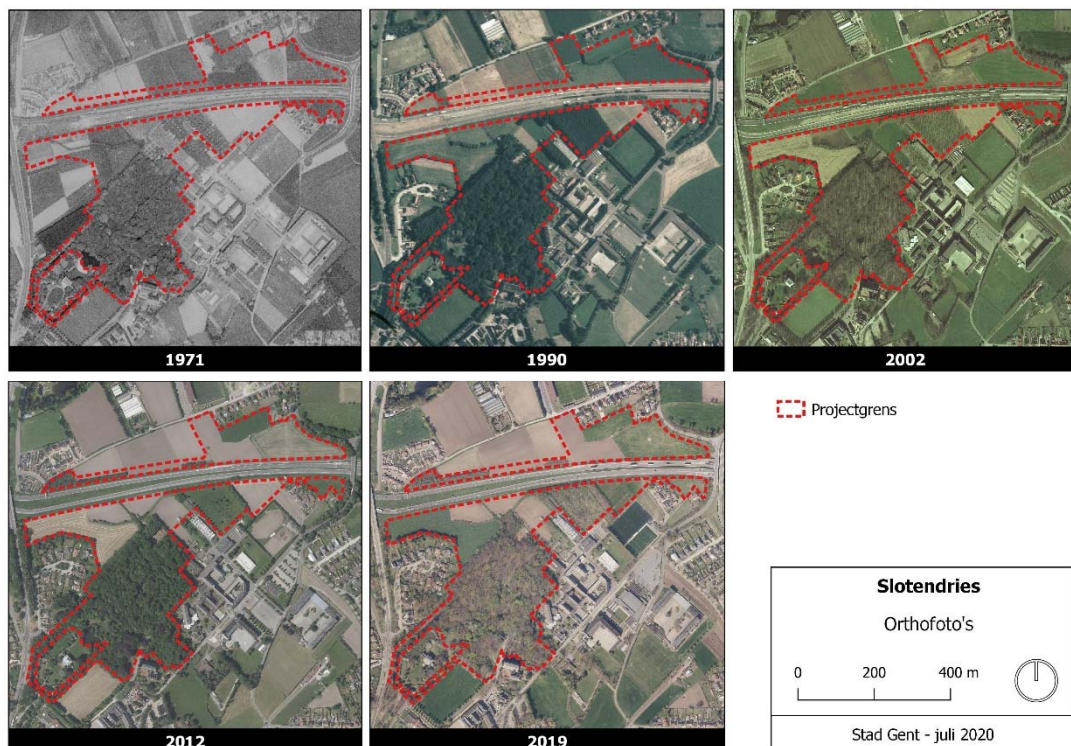 1971
1990
2002
Projectgrens
2012
2019
Slotendries
Orthofoto's
0 200 400 m
Stad Gent - juli 2020